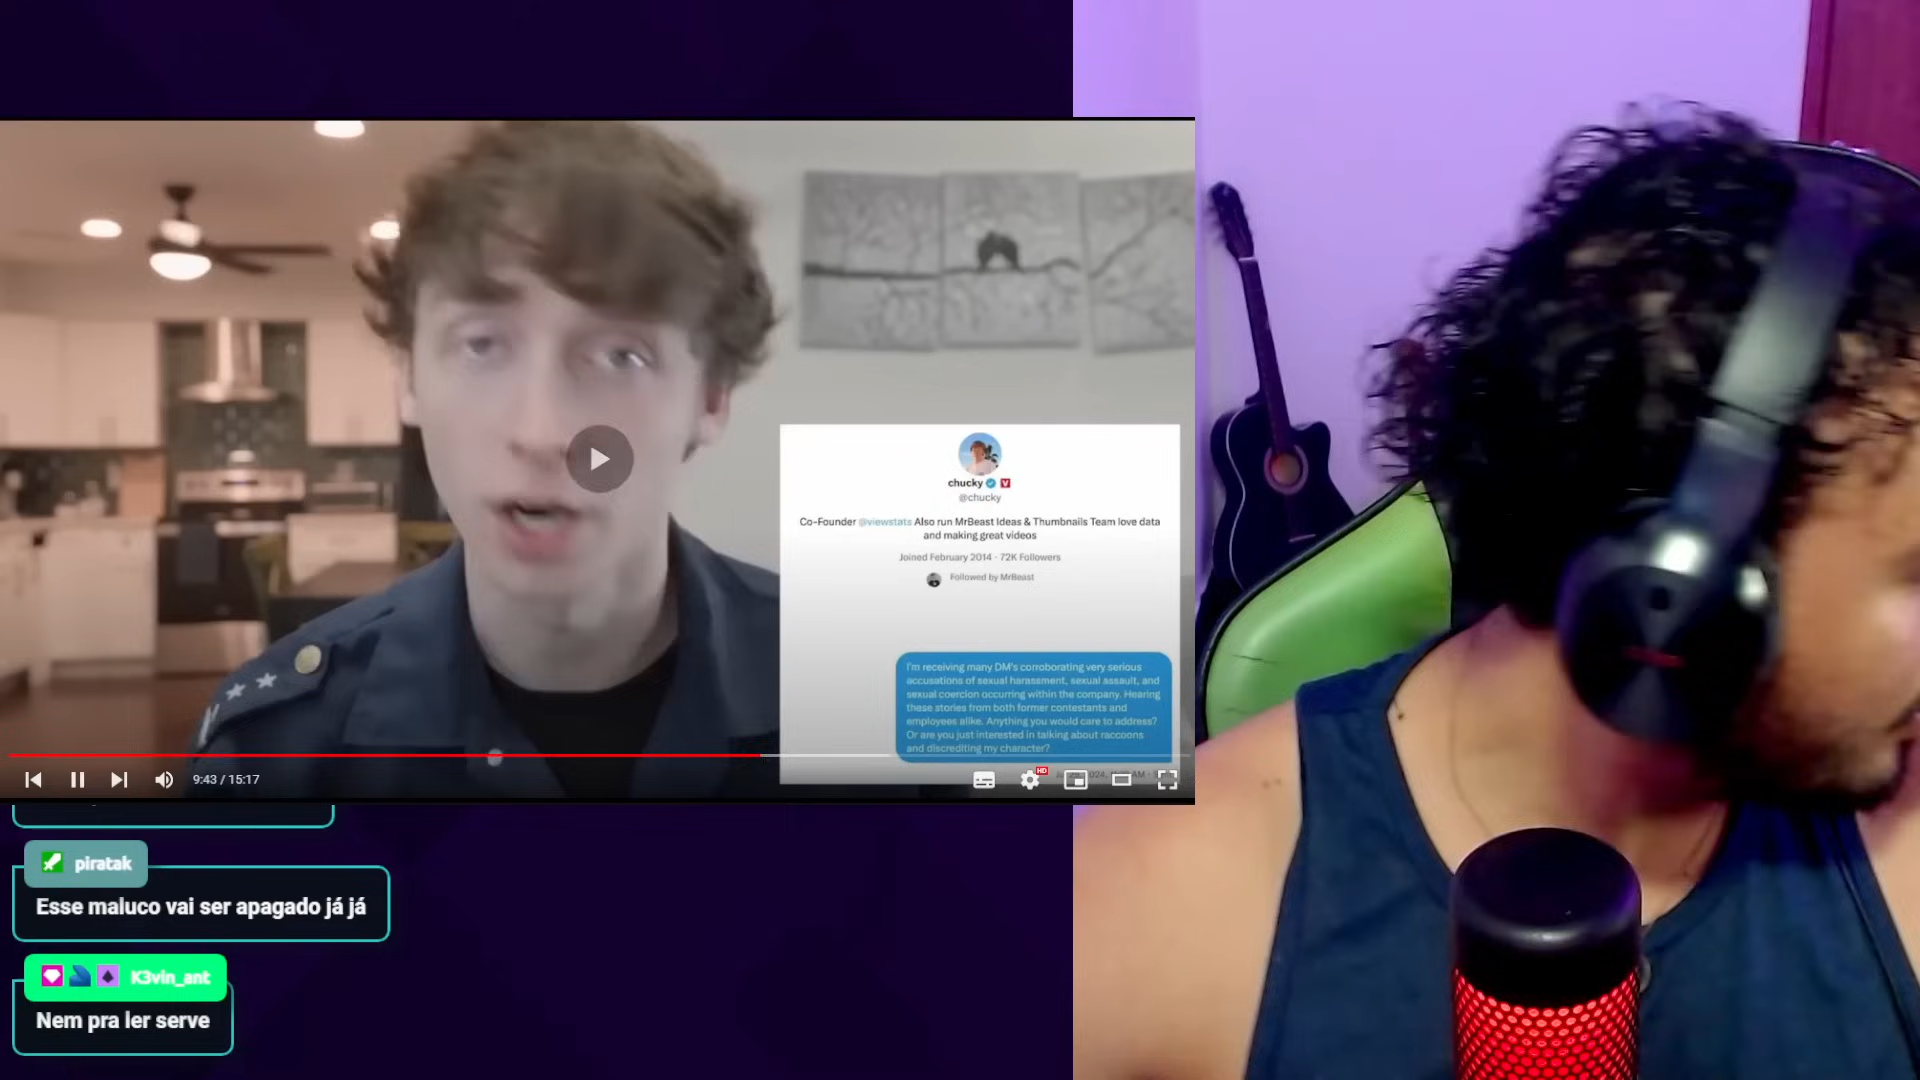 chucky
@chucky
Co-Founder @viewstats Also run MrBeast Ideas & Thumbnails Team love data
and making great videos
Joined February 2014 · 72K Followers
Followed by MrBeast
I'm receiving many DM's corroborating very serious
accusations of sexual harassment, sexual assault, and
sexual coercion occurring within the company. Hearing
these stories from both former contestants and
employees alike. Anything you would care to address?
Or are you just interested in talking about raccoons
and discrediting my character?
9:43 / 15:17
HD
piratak
Esse maluco vai ser apagado já já
K3vin_ant
Nem pra ler serve